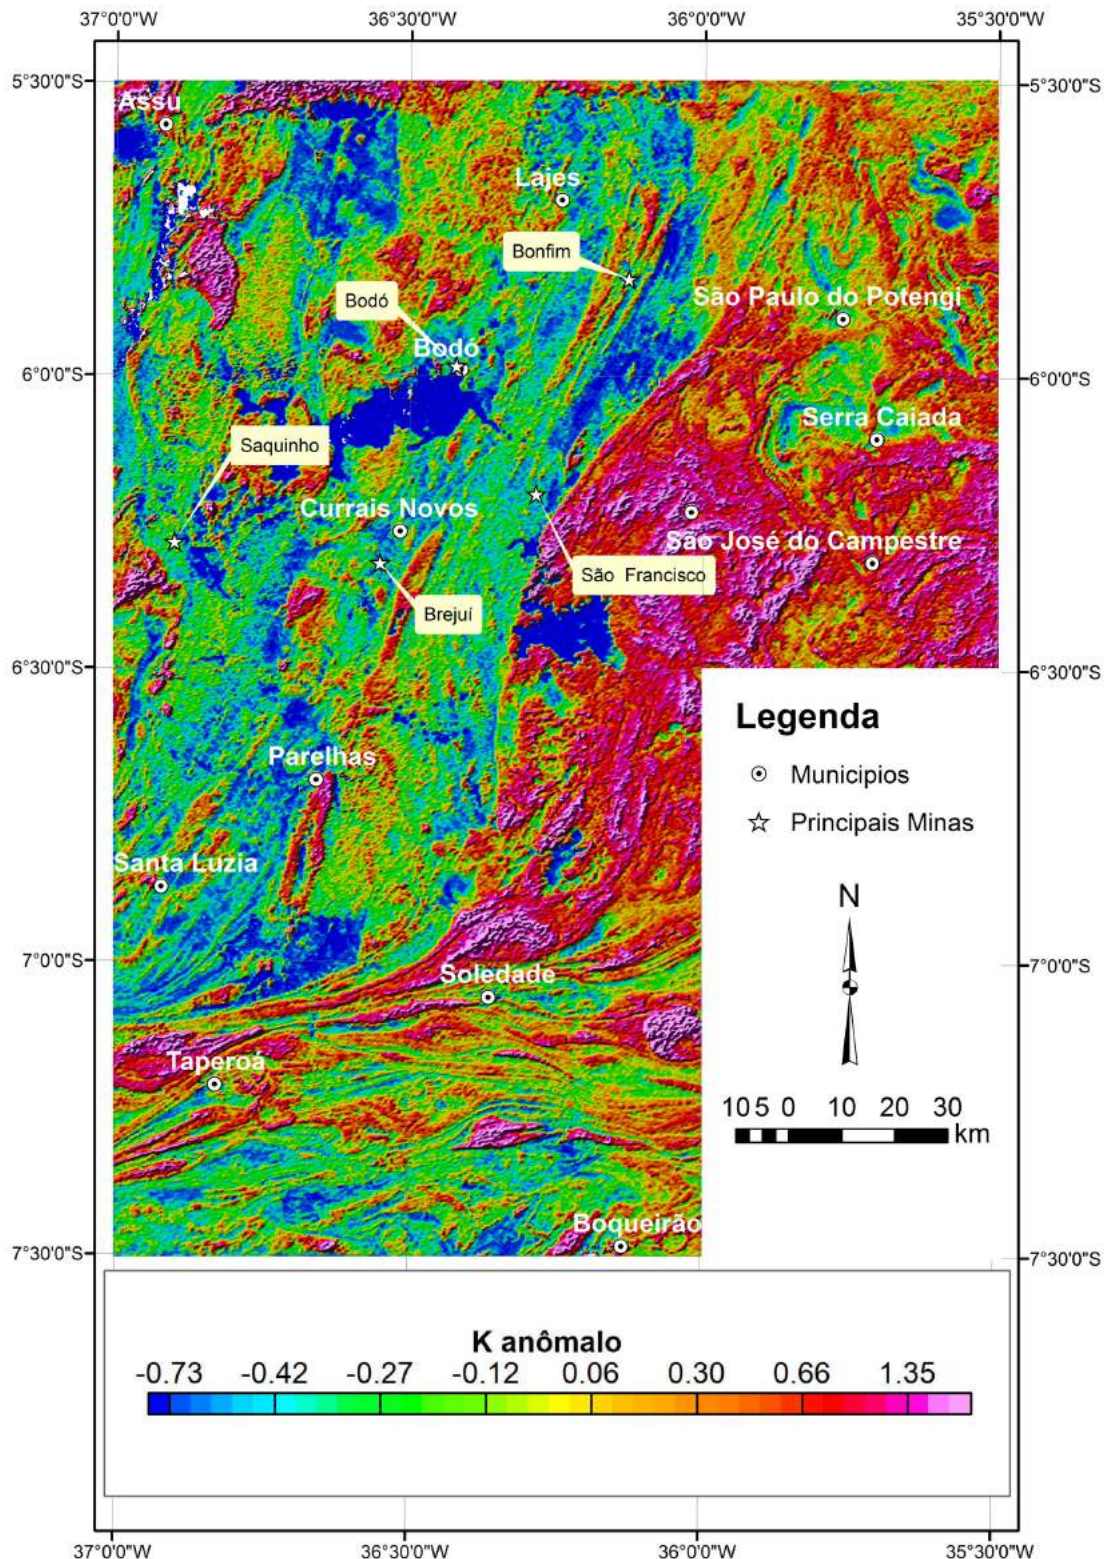 37°0'0"W 36°30'0"W 36°0'0"W 35°30'0"W
5°30'0"S 5°30'0"S
Assu
Lajes
Bonfim
São Paulo do Potengi
Bodó
Bodó
6°0'0"S 6°0'0"S
Serra Caiada
Saquinho
Currais Novos
São José do Campestre
São Francisco
Brejuí
6°30'0"S 6°30'0"S
Legenda
Parelhas
Municipios
Principais Minas
Santa Luzia
N
7°0'0"S 7°0'0"S
Soledade
Taperoá
10 5 0 10 20 30
km
Boqueirão
7°30'0"S 7°30'0"S
K anômalo
-0.73 -0.42 -0.27 -0.12 0.06 0.30 0.66 1.35
37°0'0"W 36°30'0"W 36°0'0"W 35°30'0"W